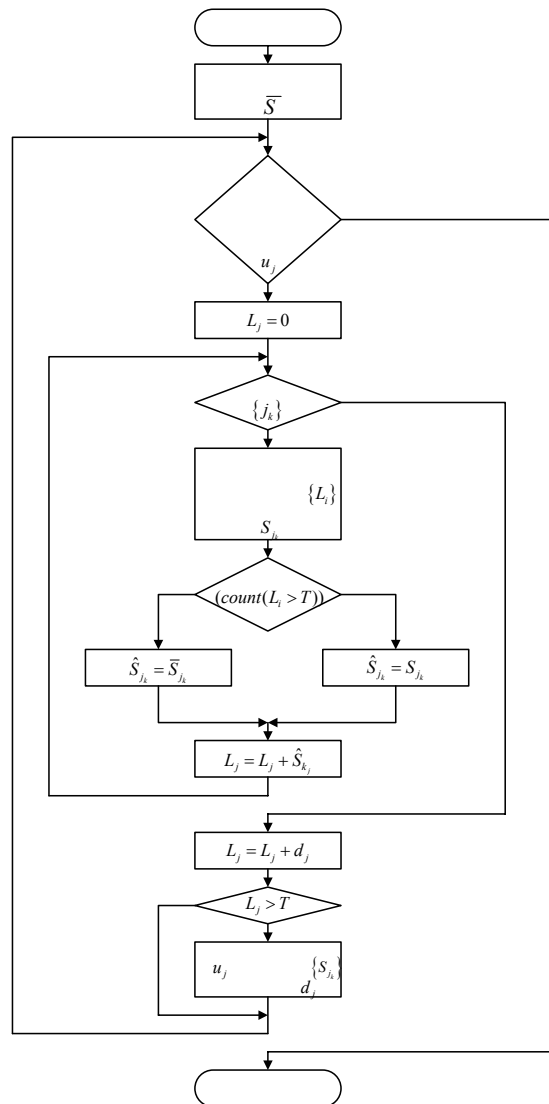 S̅
u_j
L_j = 0
{j_k}
{L_i}
S_{j_k}
(count(L_i > T))
Ŝ_{j_k} = S̅_{j_k}
Ŝ_{j_k} = S_{j_k}
L_j = L_j + Ŝ_{k_j}
L_j = L_j + d_j
L_j > T
u_j {S_{j_k}}
d_j